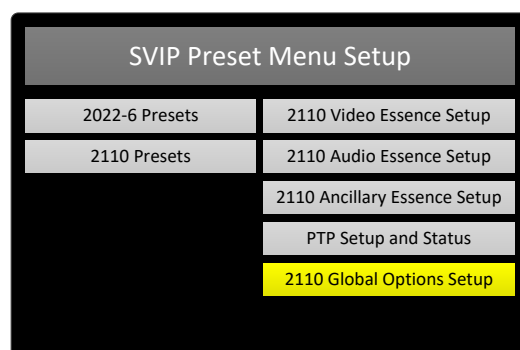 SVIP Preset Menu Setup
2022-6 Presets
2110 Video Essence Setup
2110 Presets
2110 Audio Essence Setup
2110 Ancillary Essence Setup
PTP Setup and Status
2110 Global Options Setup